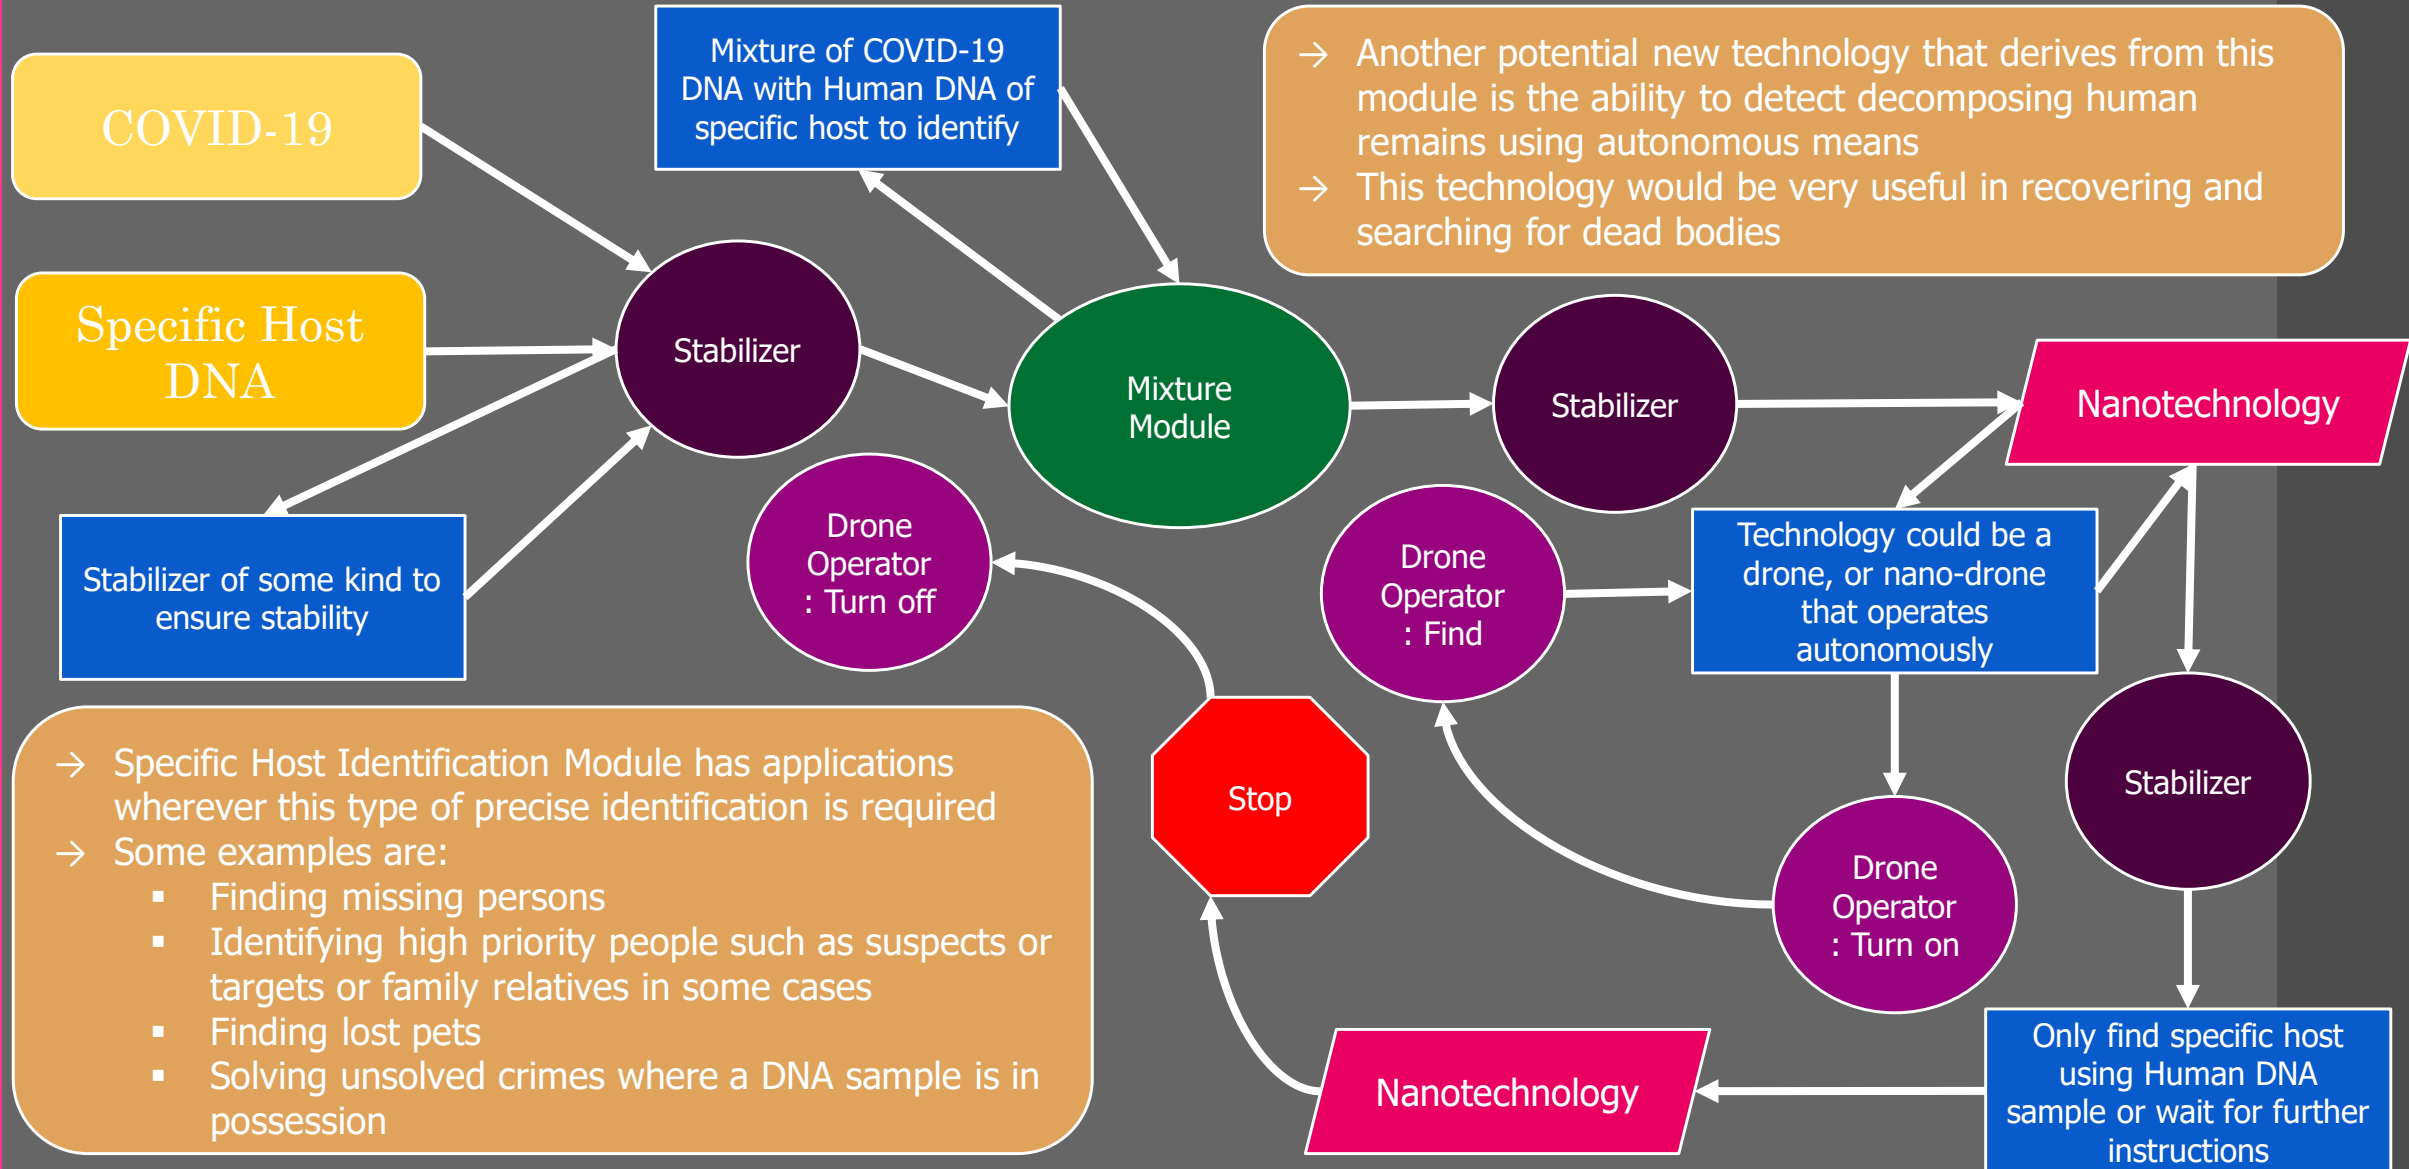 COVID-19
Mixture of COVID-19
DNA with Human DNA of
specific host to identify
→ Another potential new technology that derives from this
module is the ability to detect decomposing human
remains using autonomous means
→ This technology would be very useful in recovering and
searching for dead bodies
Specific Host
DNA
Stabilizer
Mixture
Module
Stabilizer
Nanotechnology
Stabilizer of some kind to
ensure stability
Drone
Operator
: Turn off
Drone
Operator
: Find
Technology could be a
drone, or nano-drone
that operates
autonomously
Stop
Stabilizer
Drone
Operator
: Turn on
→ Specific Host Identification Module has applications
wherever this type of precise identification is required
→ Some examples are:
▪ Finding missing persons
▪ Identifying high priority people such as suspects or
targets or family relatives in some cases
▪ Finding lost pets
▪ Solving unsolved crimes where a DNA sample is in
possession
Nanotechnology
Only find specific host
using Human DNA
sample or wait for further
instructions